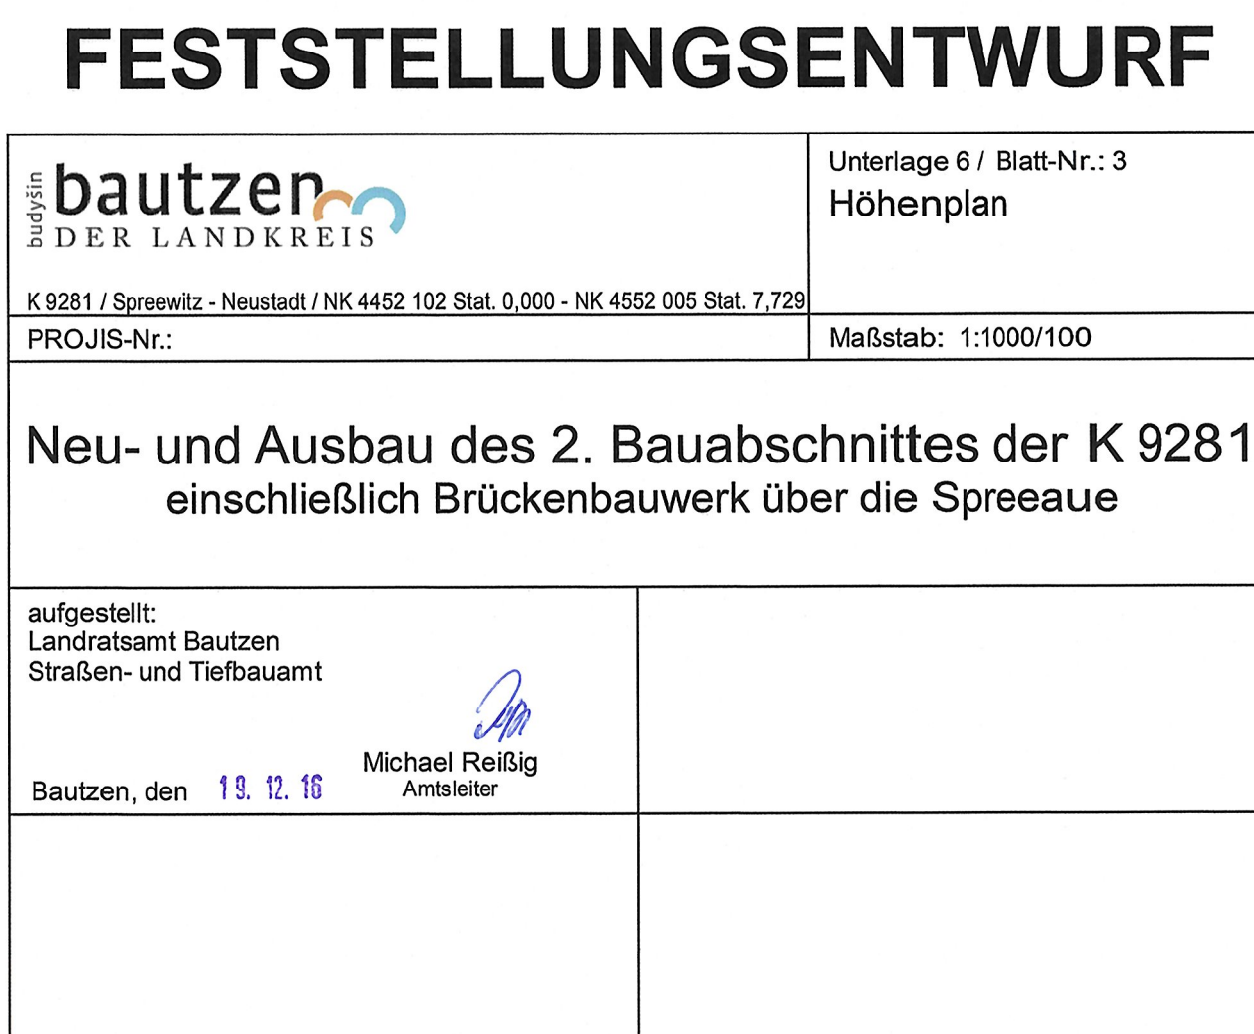 FESTSTELLUNGSENTWURF
budyšin
bautzen
DER LANDKREIS
K 9281 / Spreewitz - Neustadt / NK 4452 102 Stat. 0,000 - NK 4552 005 Stat. 7,729
Unterlage 6 / Blatt-Nr.: 3
Höhenplan
PROJIS-Nr.:
Maßstab: 1:1000/100
Neu- und Ausbau des 2. Bauabschnittes der K 9281
einschließlich Brückenbauwerk über die Spreeaue
aufgestellt:
Landratsamt Bautzen
Straßen- und Tiefbauamt
Michael Reißig
Bautzen, den 19. 12. 16
Amtsleiter